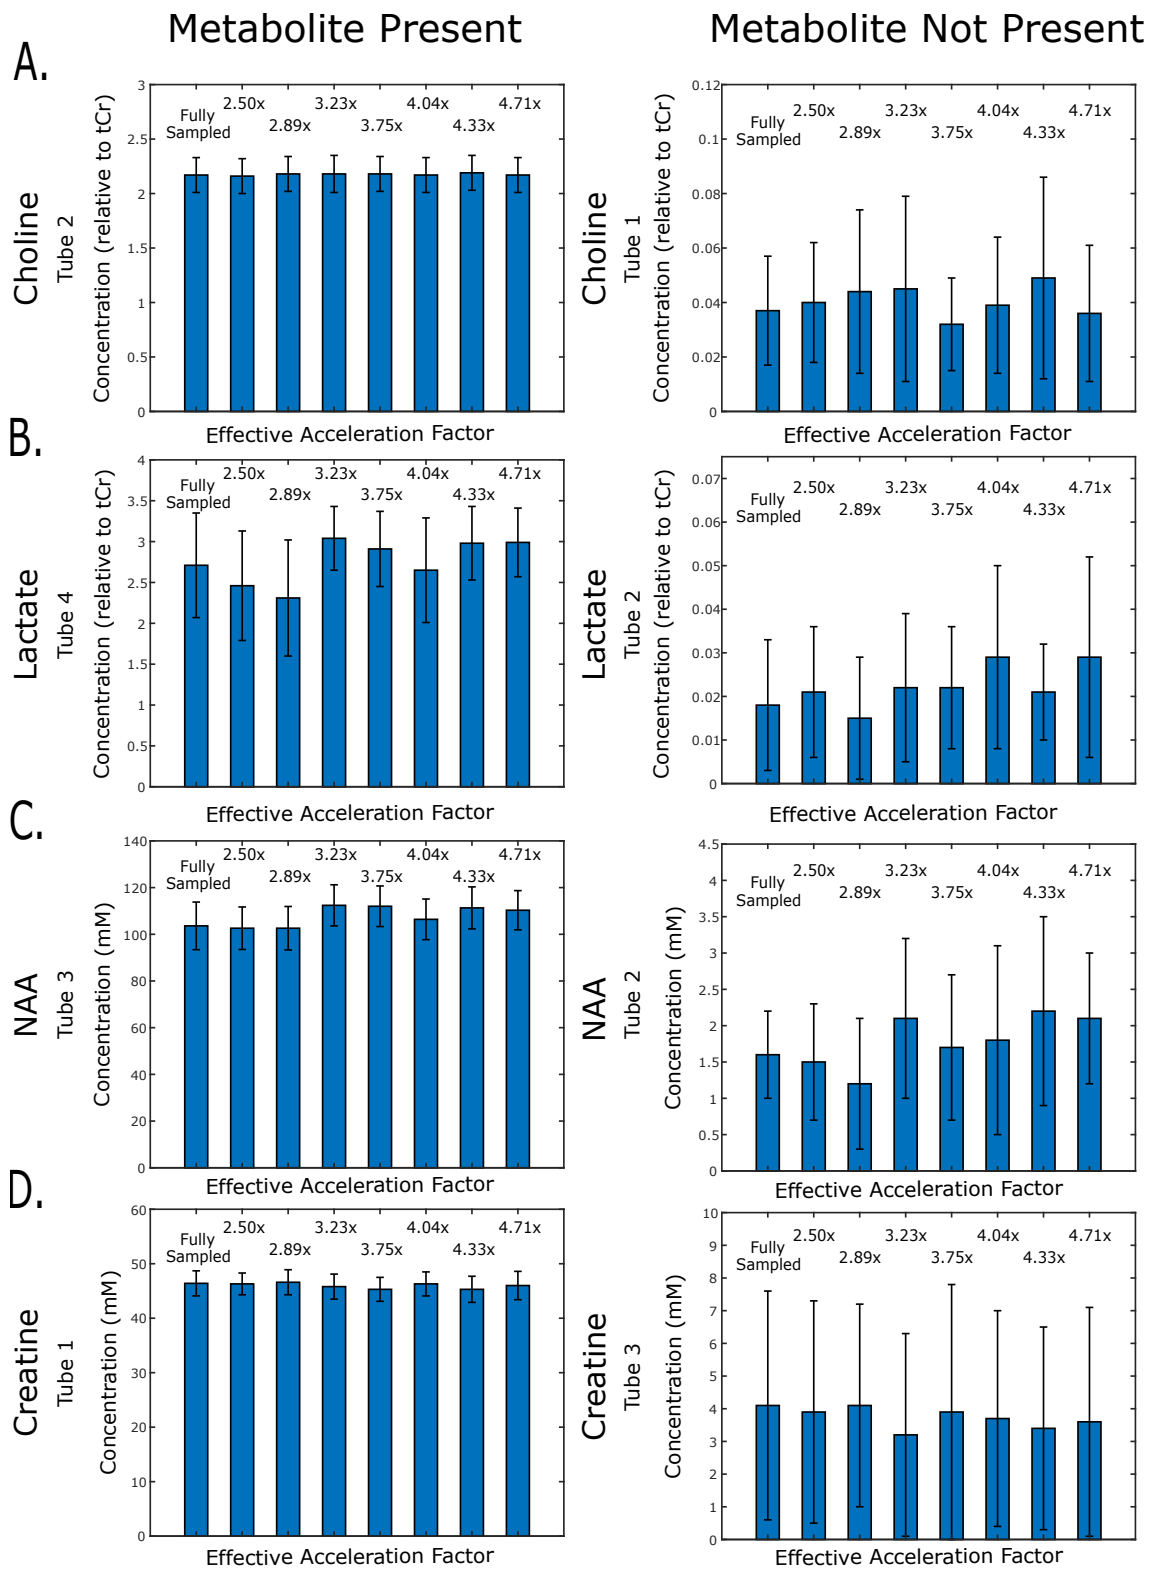 Metabolite Present
Metabolite Not Present
A.
Choline
Tube 2
Concentration (relative to tCr)
3
2.5
2
1.5
1
0.5
0
Fully
Sampled
2.50x
2.89x
3.23x
3.75x
4.04x
4.33x
4.71x
Effective Acceleration Factor
Choline
Tube 1
Concentration (relative to tCr)
0.12
0.1
0.08
0.06
0.04
0.02
0
Fully
Sampled
2.50x
2.89x
3.23x
3.75x
4.04x
4.33x
4.71x
Effective Acceleration Factor
B.
Lactate
Tube 4
Concentration (relative to tCr)
4
3.5
3
2.5
2
1.5
1
0.5
0
Fully
Sampled
2.50x
2.89x
3.23x
3.75x
4.04x
4.33x
4.71x
Effective Acceleration Factor
Lactate
Tube 2
Concentration (relative to tCr)
0.07
0.06
0.05
0.04
0.03
0.02
0.01
0
Fully
Sampled
2.50x
2.89x
3.23x
3.75x
4.04x
4.33x
4.71x
Effective Acceleration Factor
C.
NAA
Tube 3
Concentration (mM)
140
120
100
80
60
40
20
0
Fully
Sampled
2.50x
2.89x
3.23x
3.75x
4.04x
4.33x
4.71x
Effective Acceleration Factor
NAA
Tube 2
Concentration (mM)
4.5
4
3.5
3
2.5
2
1.5
1
0.5
0
Fully
Sampled
2.50x
2.89x
3.23x
3.75x
4.04x
4.33x
4.71x
Effective Acceleration Factor
D.
Creatine
Tube 1
Concentration (mM)
60
50
40
30
20
10
0
Fully
Sampled
2.50x
2.89x
3.23x
3.75x
4.04x
4.33x
4.71x
Effective Acceleration Factor
Creatine
Tube 3
Concentration (mM)
10
9
8
7
6
5
4
3
2
1
0
Fully
Sampled
2.50x
2.89x
3.23x
3.75x
4.04x
4.33x
4.71x
Effective Acceleration Factor